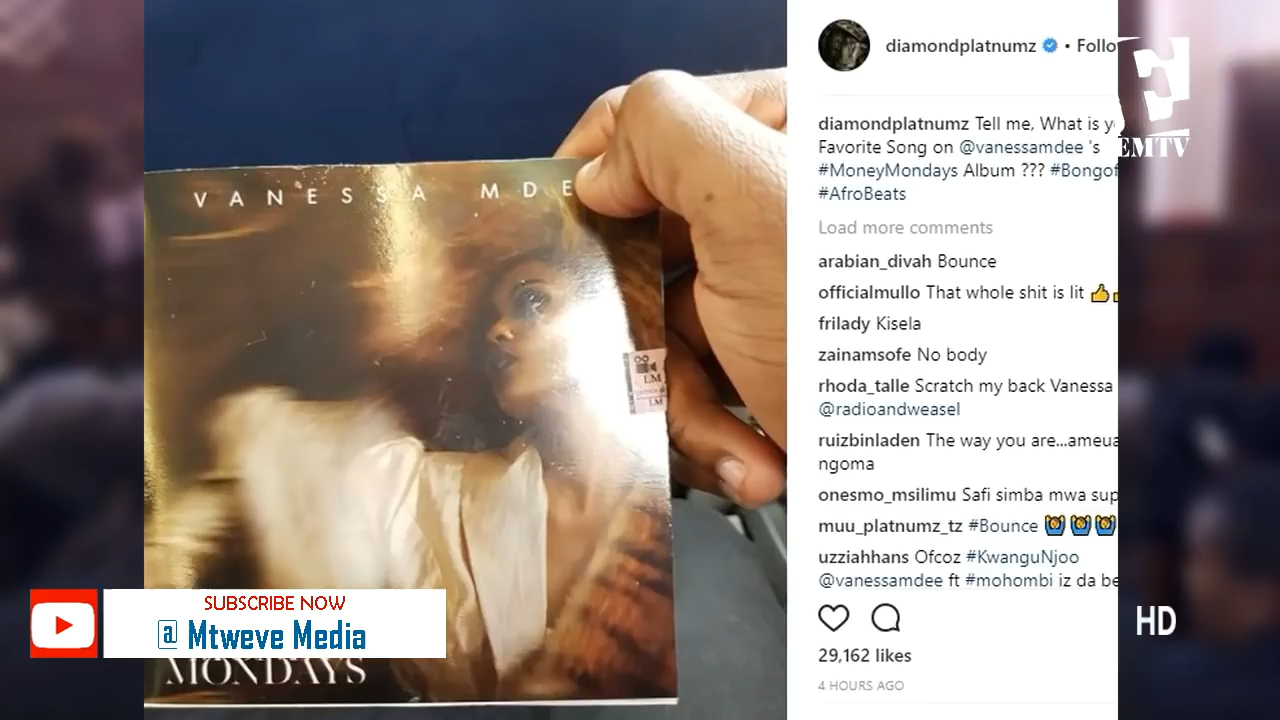 VANESSA MDE
MONDAYS
SUBSCRIBE NOW
@ Mtweve Media
diamondplatnumz • Follo
diamondplatnumz Tell me, What is y
Favorite Song on @vanessamdee 's
#MoneyMondays Album ??? #Bongof
#AfroBeats
Load more comments
arabian_divah Bounce
officialmullo That whole shit is lit 👍
frilady Kisela
zainamsofe No body
rhoda_talle Scratch my back Vanessa
@radioandweasel
ruizbinladen The way you are...ameua
ngoma
onesmo_msilimu Safi simba mwa sup
muu_platnumz_tz #Bounce 🙆🙆🙆
uzziahhans Ofcoz #KwanguNjoo
@vanessamdee ft #mohombi iz da be
29,162 likes
4 HOURS AGO
E
EMTV
HD